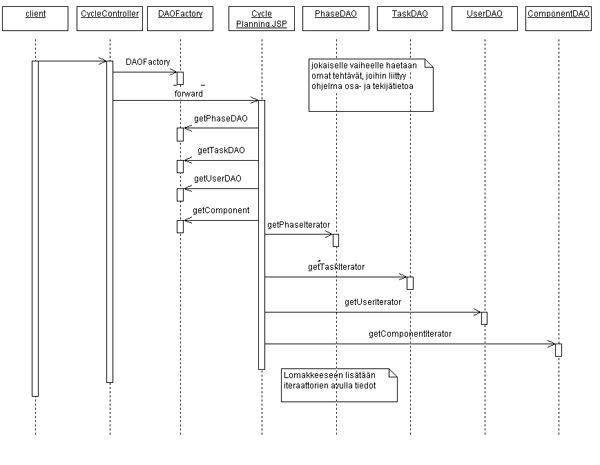 client
CycleController
DAOFactory
Cycle
Planning.JSP
PhaseDAO
TaskDAO
UserDAO
ComponentDAO
DAOFactory
jokaiselle vaiheelle haetaan
omat tehtävät, joihin liittyy
ohjelma osa- ja tekijätietoa
forward
getPhaseDAO
getTaskDAO
getUserDAO
getComponent
getPhaseIterator
getTaskIterator
getUserIterator
getComponentIterator
Lomakkeeseen lisätään
iteraattorien avulla tiedot